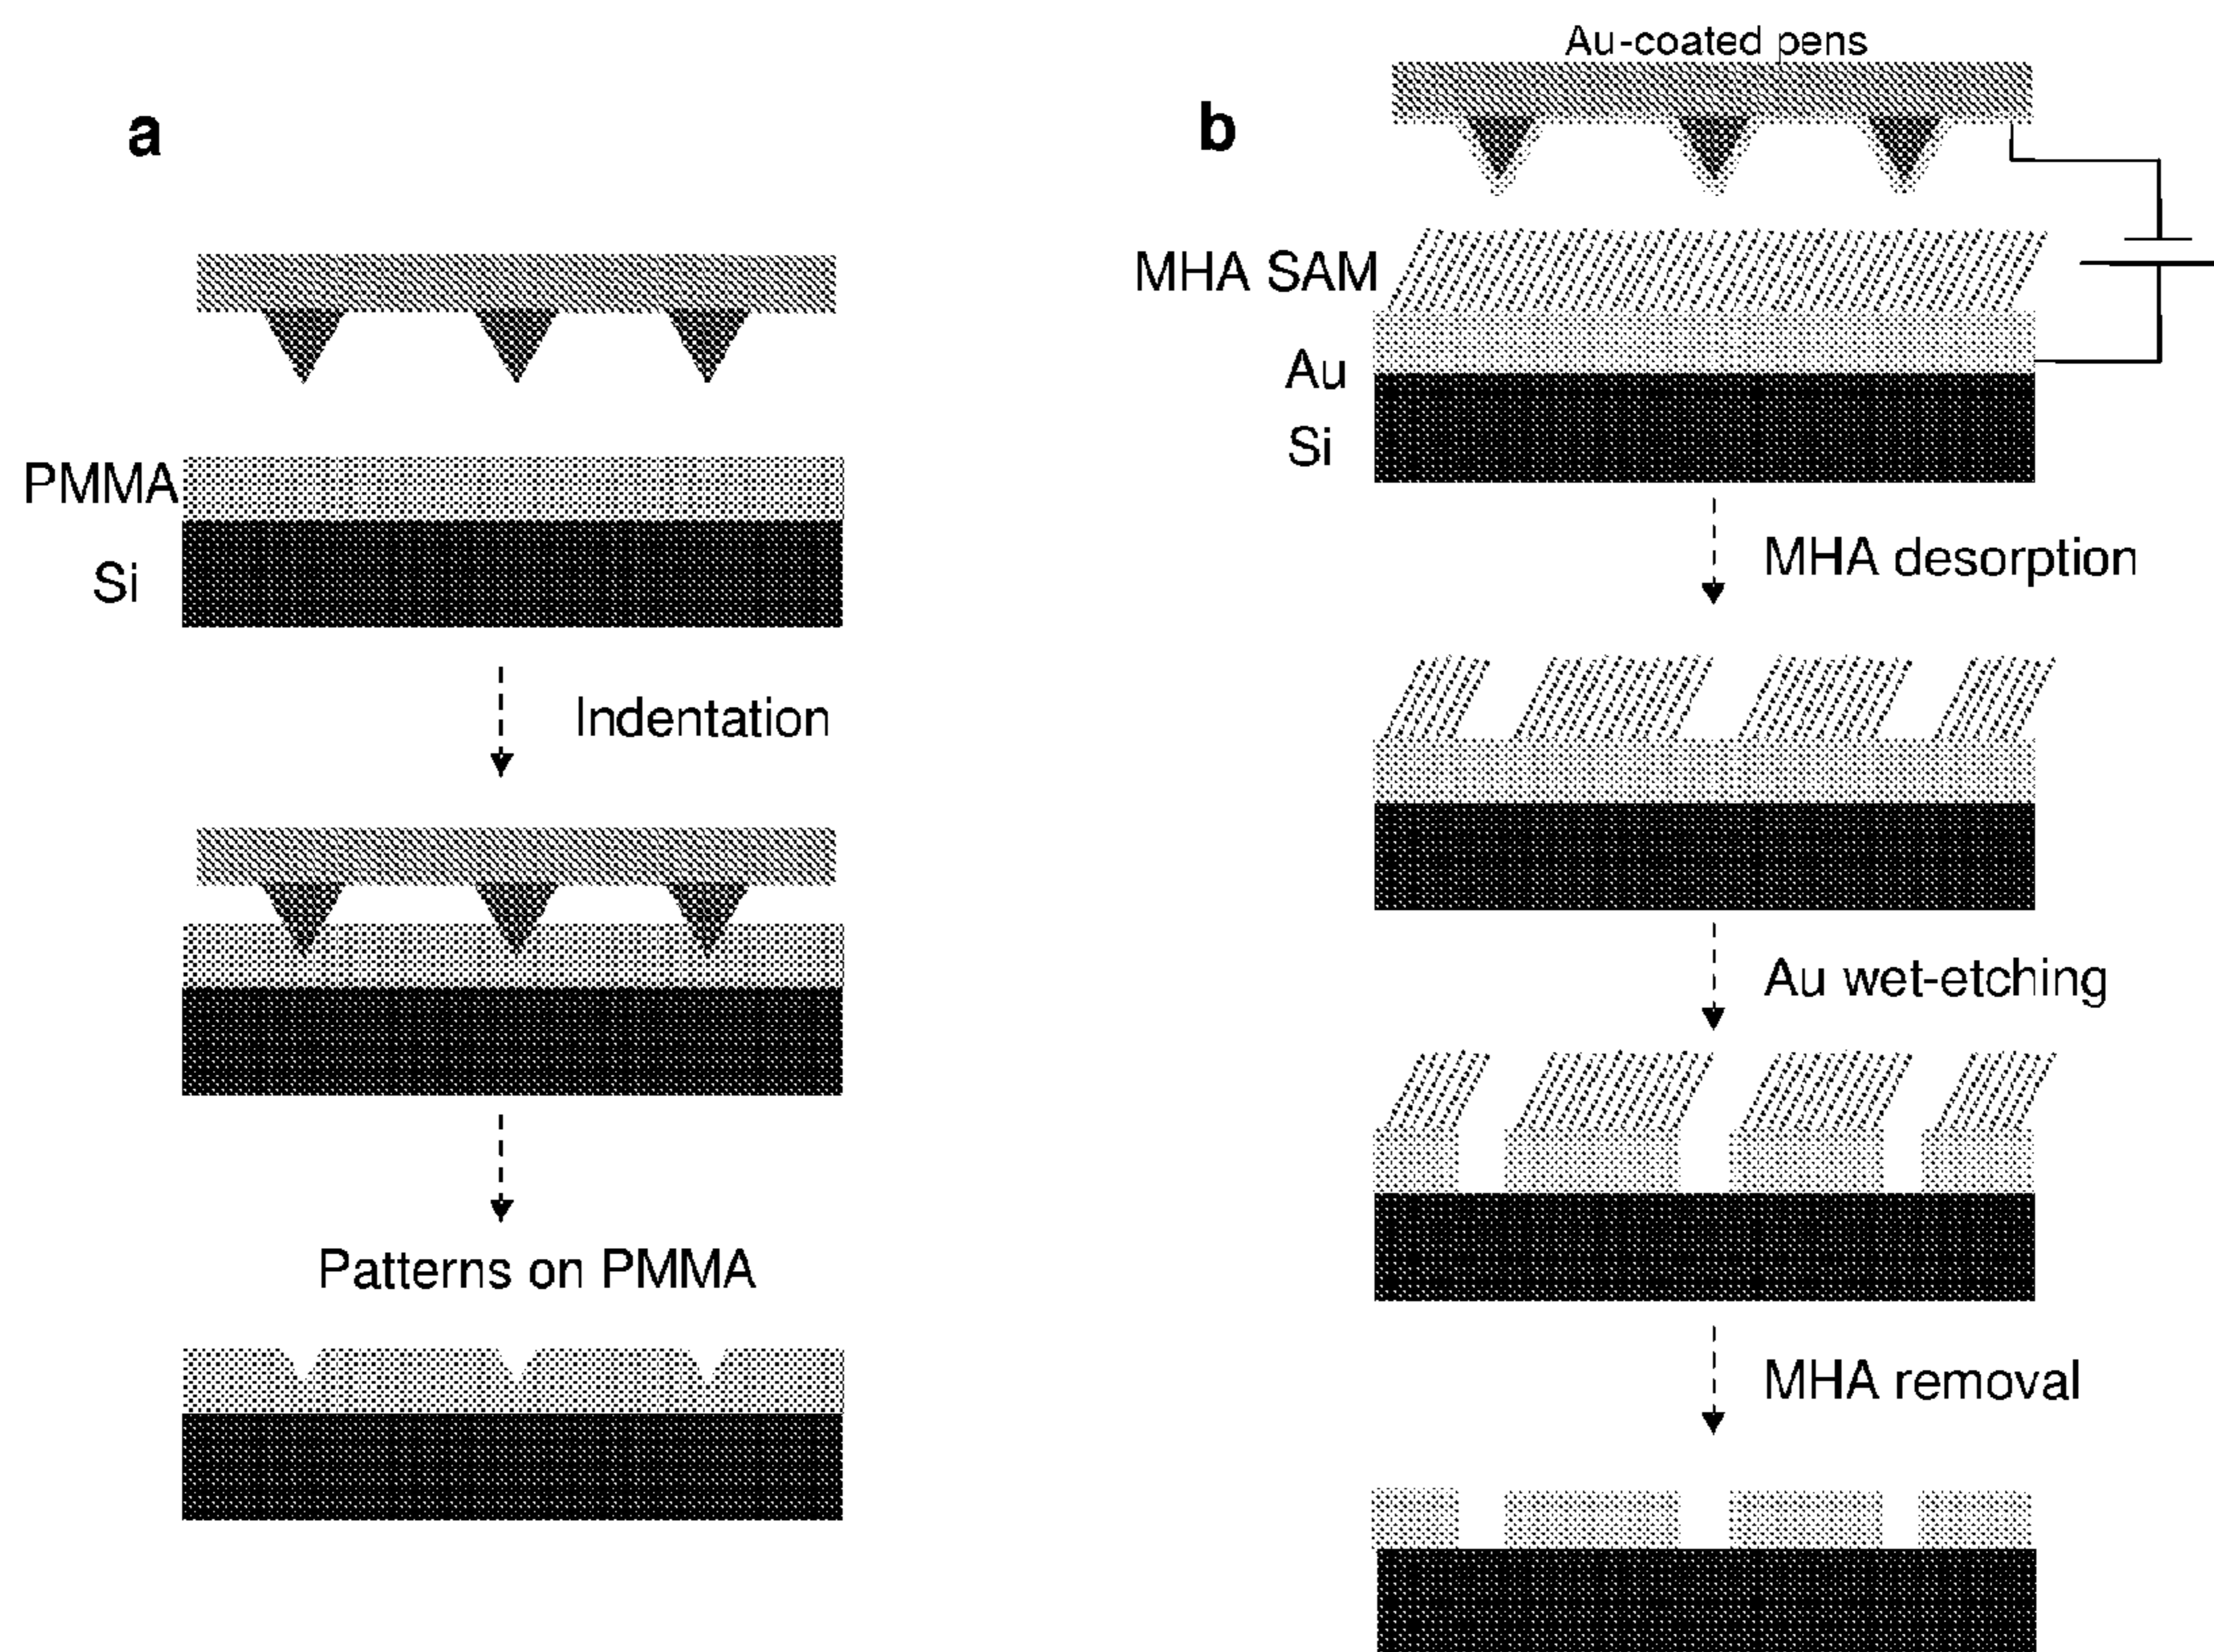 a
PMMA
Si
Indentation
Patterns on PMMA
b
Au-coated pens
MHA SAM
Au
Si
MHA desorption
Au wet-etching
MHA removal